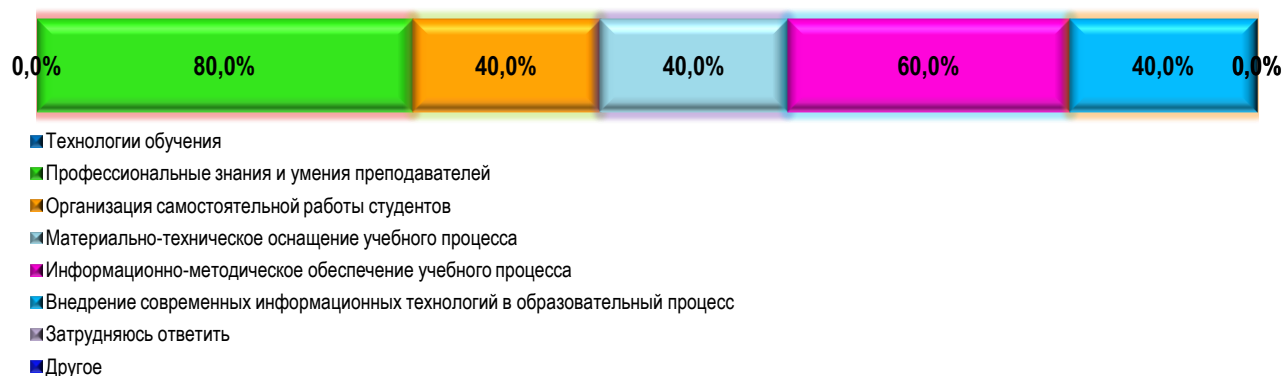 0,0% 80,0% 40,0% 40,0% 60,0% 40,0% 0,0%
Технологии обучения
Профессиональные знания и умения преподавателей
Организация самостоятельной работы студентов
Материально-техническое оснащение учебного процесса
Информационно-методическое обеспечение учебного процесса
Внедрение современных информационных технологий в образовательный процесс
Затрудняюсь ответить
Другое